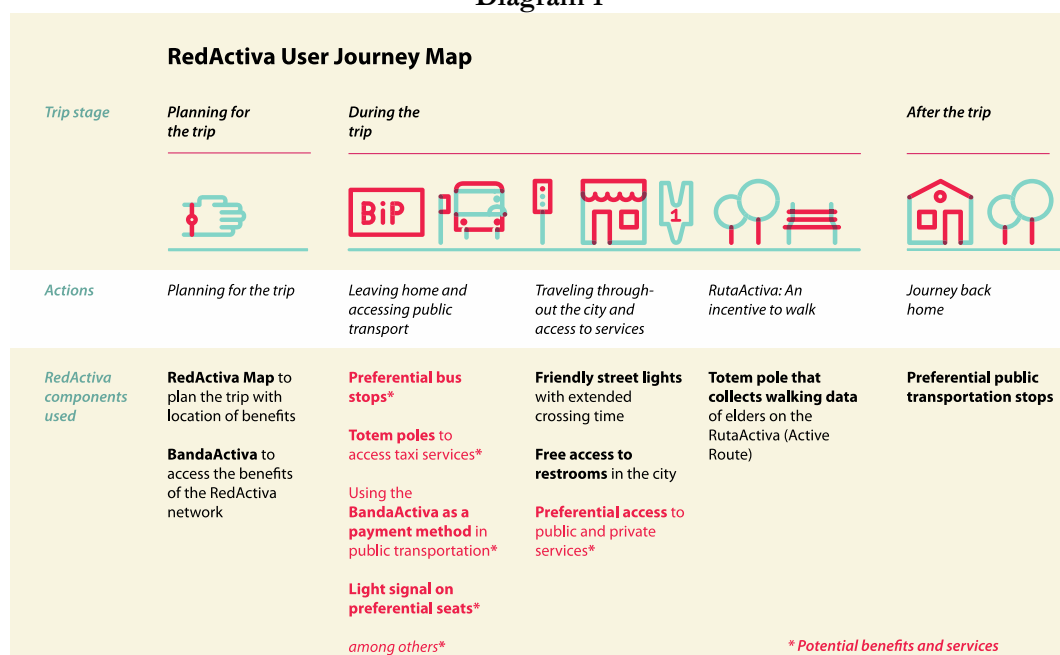 Diagram 1
RedActiva User Journey Map
Trip stage
Planning for
the trip
During the
trip
After the trip
BiP
1
Actions
Planning for the trip
Leaving home and
accessing public
transport
Traveling through-
out the city and
access to services
RutaActiva: An
incentive to walk
Journey back
home
RedActiva
components
used
RedActiva Map to
plan the trip with
location of benefits
BandaActiva to
access the benefits
of the RedActiva
network
Preferential bus
stops*
Totem poles to
access taxi services*
Using the
BandaActiva as a
payment method in
public transportation*
Light signal on
preferential seats*
among others*
Friendly street lights
with extended
crossing time
Free access to
restrooms in the city
Preferential access to
public and private
services*
Totem pole that
collects walking data
of elders on the
RutaActiva (Active
Route)
Preferential public
transportation stops
* Potential benefits and services